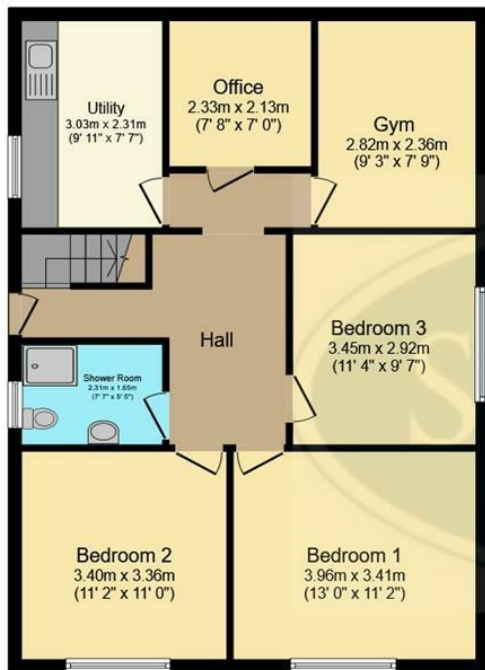 Utility
3.03m x 2.31m
(9' 11" x 7' 7")
Office
2.33m x 2.13m
(7' 8" x 7' 0")
Gym
2.82m x 2.36m
(9' 3" x 7' 9")
Hall
Bedroom 3
3.45m x 2.92m
(11' 4" x 9' 7")
Shower Room
2.31m x 1.65m
(7' 7" x 5' 5")
Bedroom 2
3.40m x 3.36m
(11' 2" x 11' 0")
Bedroom 1
3.96m x 3.41m
(13' 0" x 11' 2")
S